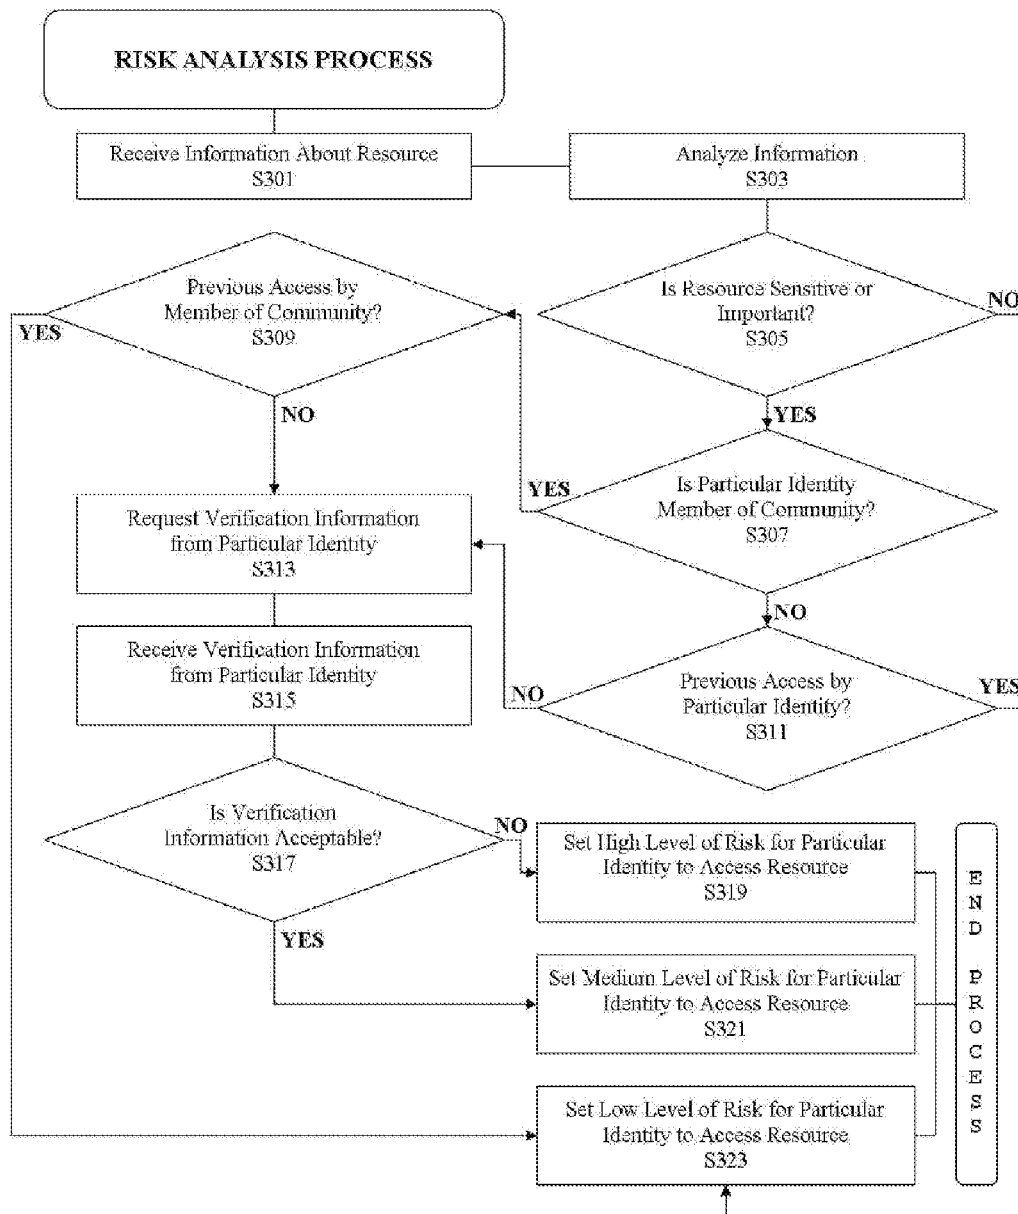 RISK ANALYSIS PROCESS
Receive Information About Resource
S301
Analyze Information
S303
Is Resource Sensitive or
Important?
S305
NO
YES
Previous Access by
Member of Community?
S309
YES
NO
Is Particular Identity
Member of Community?
S307
YES
NO
Request Verification Information
from Particular Identity
S313
Previous Access by
Particular Identity?
S311
NO
YES
Receive Verification Information
from Particular Identity
S315
Is Verification
Information Acceptable?
S317
NO
YES
Set High Level of Risk for Particular
Identity to Access Resource
S319
Set Medium Level of Risk for Particular
Identity to Access Resource
S321
Set Low Level of Risk for Particular
Identity to Access Resource
S323
END PROCESS